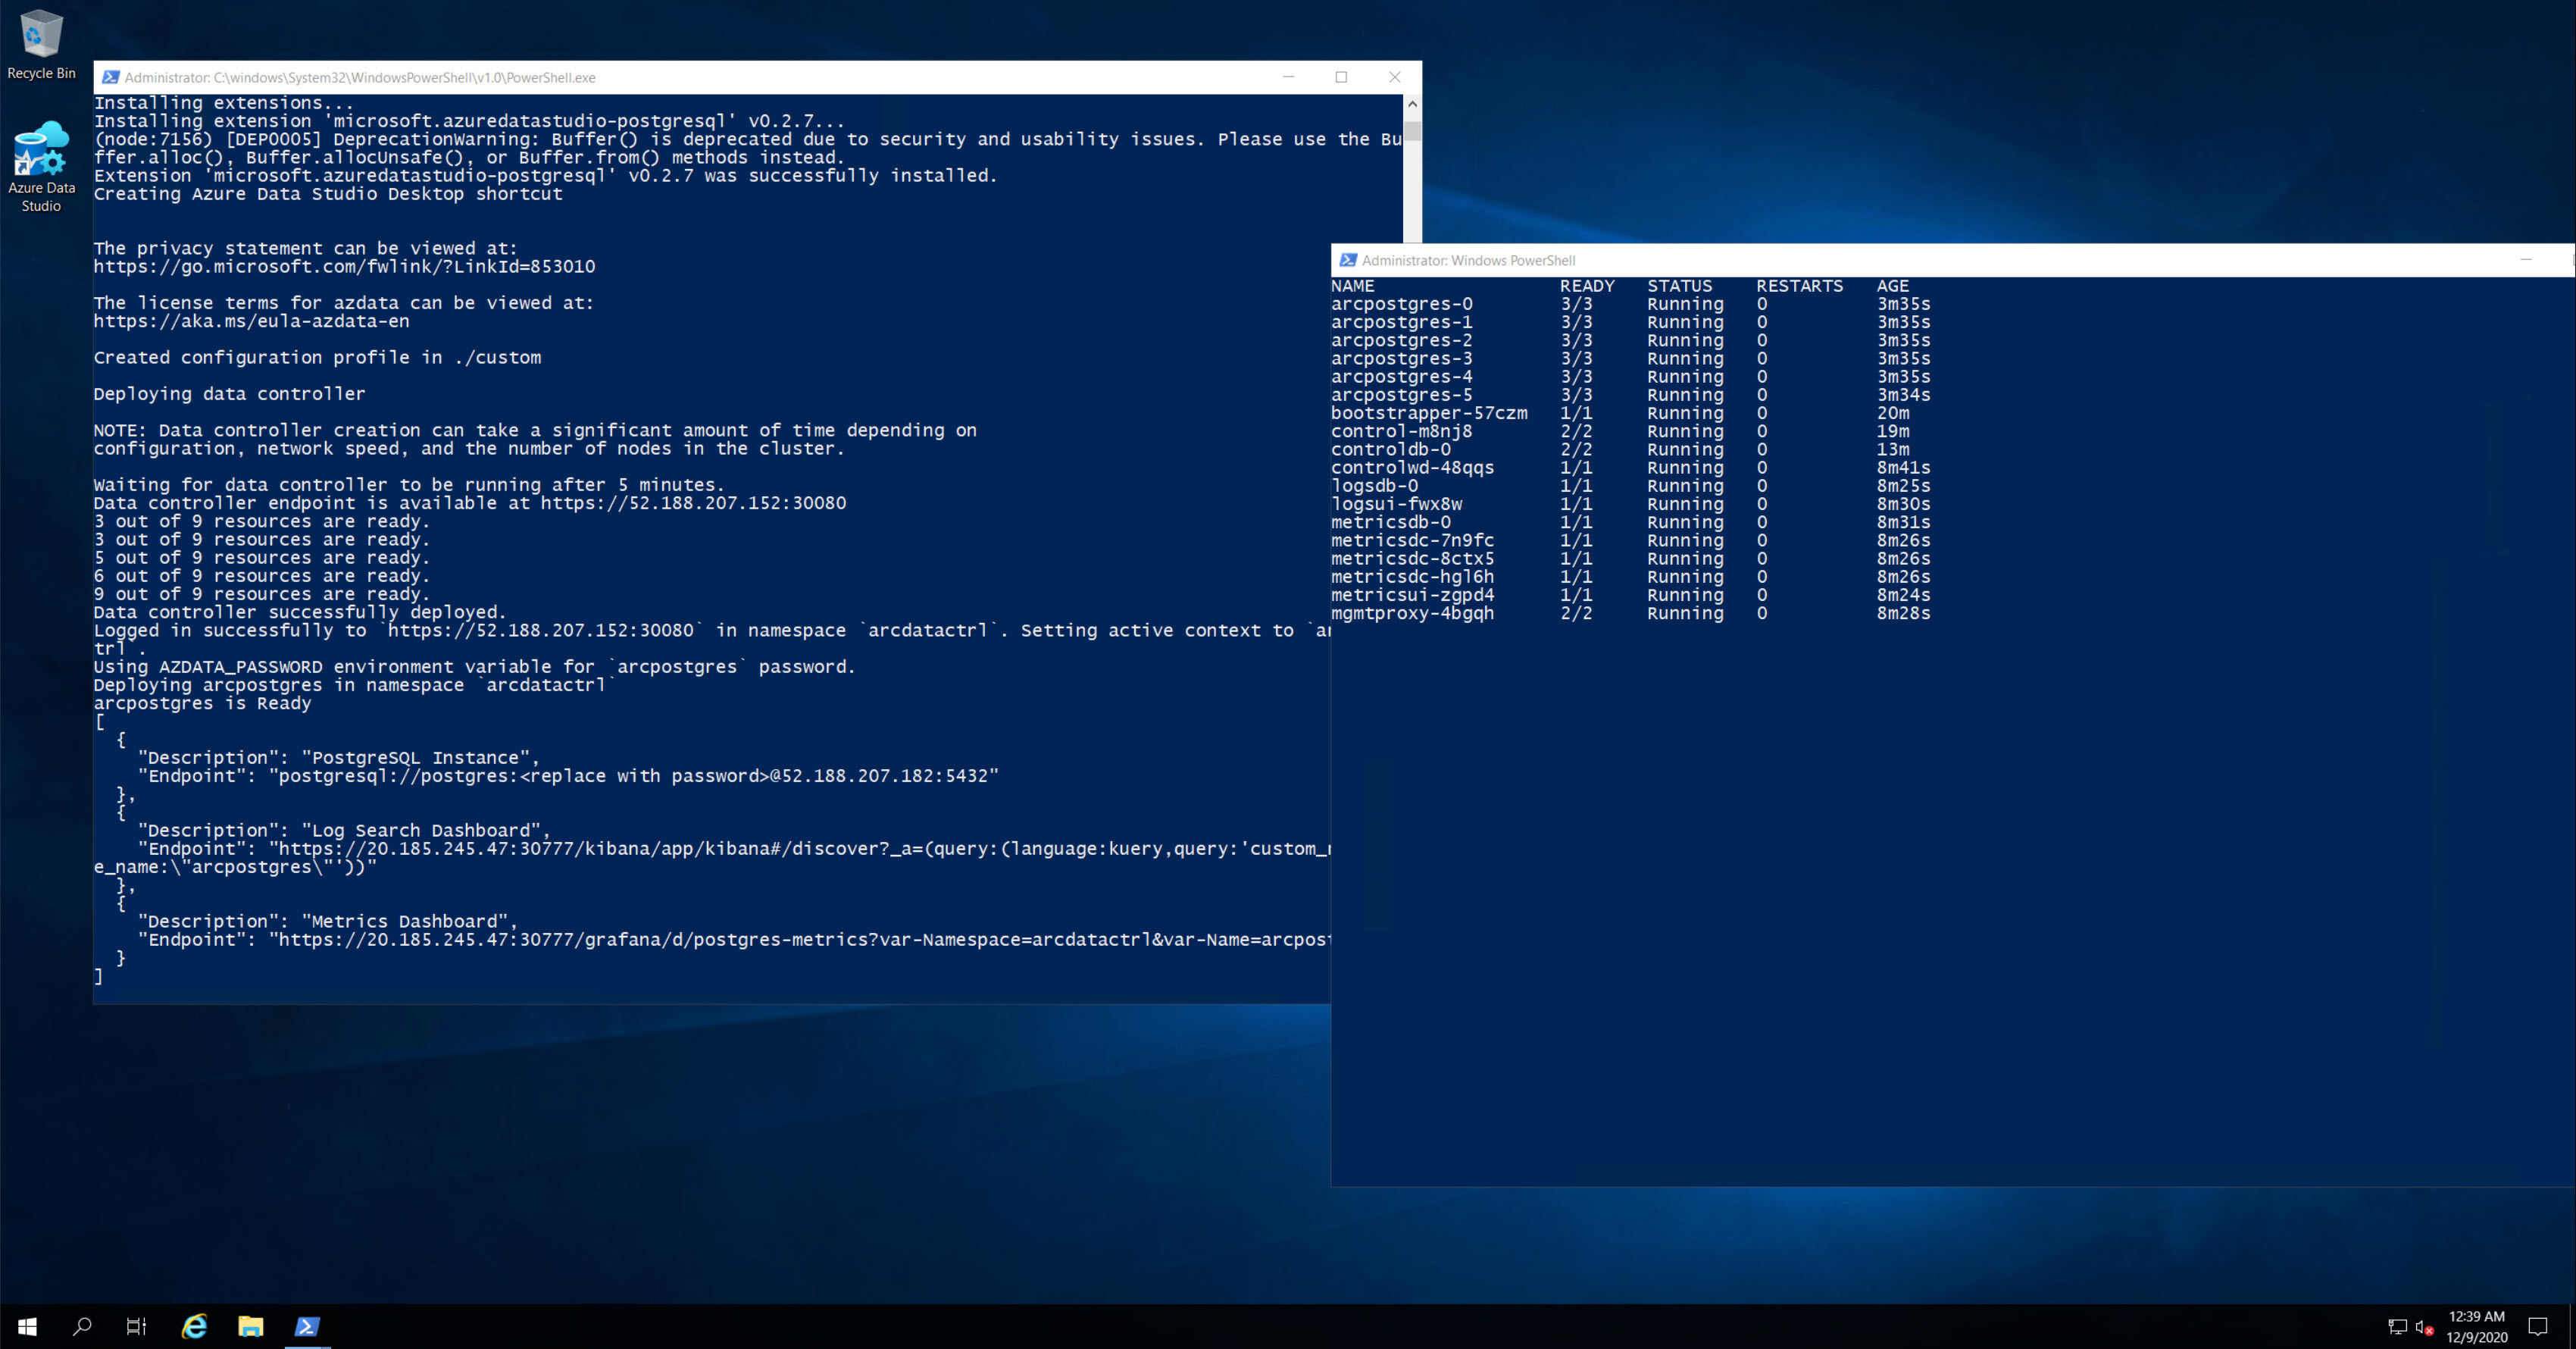 Recycle Bin
Azure Data
Studio
Administrator: C:\windows\System32\WindowsPowerShell\v1.0\PowerShell.exe
Installing extensions...
Installing extension 'microsoft.azuredatastudio-postgresql' v0.2.7...
(node:7156) [DEP0005] DeprecationWarning: Buffer() is deprecated due to security and usability issues. Please use the Bu
ffer.alloc(), Buffer.allocUnsafe(), or Buffer.from() methods instead.
Extension 'microsoft.azuredatastudio-postgresql' v0.2.7 was successfully installed.
Creating Azure Data Studio Desktop shortcut
The privacy statement can be viewed at:
https://go.microsoft.com/fwlink/?LinkId=853010
The license terms for azdata can be viewed at:
https://aka.ms/eula-azdata-en
Created configuration profile in ./custom
Deploying data controller
NOTE: Data controller creation can take a significant amount of time depending on
configuration, network speed, and the number of nodes in the cluster.
Waiting for data controller to be running after 5 minutes.
Data controller endpoint is available at https://52.188.207.152:30080
3 out of 9 resources are ready.
3 out of 9 resources are ready.
5 out of 9 resources are ready.
6 out of 9 resources are ready.
9 out of 9 resources are ready.
Data controller successfully deployed.
Logged in successfully to `https://52.188.207.152:30080` in namespace `arcdatactrl`. Setting active context to `ar
trl`.
Using AZDATA_PASSWORD environment variable for `arcpostgres` password.
Deploying arcpostgres in namespace `arcdatactrl`
arcpostgres is Ready
[
{
"Description": "PostgreSQL Instance",
"Endpoint": "postgresql://postgres:<replace with password>@52.188.207.182:5432"
},
{
"Description": "Log Search Dashboard",
"Endpoint": "https://20.185.245.47:30777/kibana/app/kibana#/discover?_a=(query:(language:kuery,query:'custom_r
e_name:\"arcpostgres\"'))"
},
{
"Description": "Metrics Dashboard",
"Endpoint": "https://20.185.245.47:30777/grafana/d/postgres-metrics?var-Namespace=arcdatactrl&var-Name=arcpost
}
]
Administrator: Windows PowerShell
NAME READY STATUS RESTARTS AGE
arcpostgres-0 3/3 Running 0 3m35s
arcpostgres-1 3/3 Running 0 3m35s
arcpostgres-2 3/3 Running 0 3m35s
arcpostgres-3 3/3 Running 0 3m35s
arcpostgres-4 3/3 Running 0 3m35s
arcpostgres-5 3/3 Running 0 3m34s
bootstrapper-57czm 1/1 Running 0 20m
control-m8nj8 2/2 Running 0 19m
controldb-0 2/2 Running 0 13m
controlwd-48qqs 1/1 Running 0 8m41s
logsdb-0 1/1 Running 0 8m25s
logsui-fwx8w 1/1 Running 0 8m30s
metricsdb-0 1/1 Running 0 8m31s
metricsdc-7n9fc 1/1 Running 0 8m26s
metricsdc-8ctx5 1/1 Running 0 8m26s
metricsdc-hgl6h 1/1 Running 0 8m26s
metricsui-zgpd4 1/1 Running 0 8m24s
mgmtproxy-4bgqh 2/2 Running 0 8m28s
12:39 AM
12/9/2020